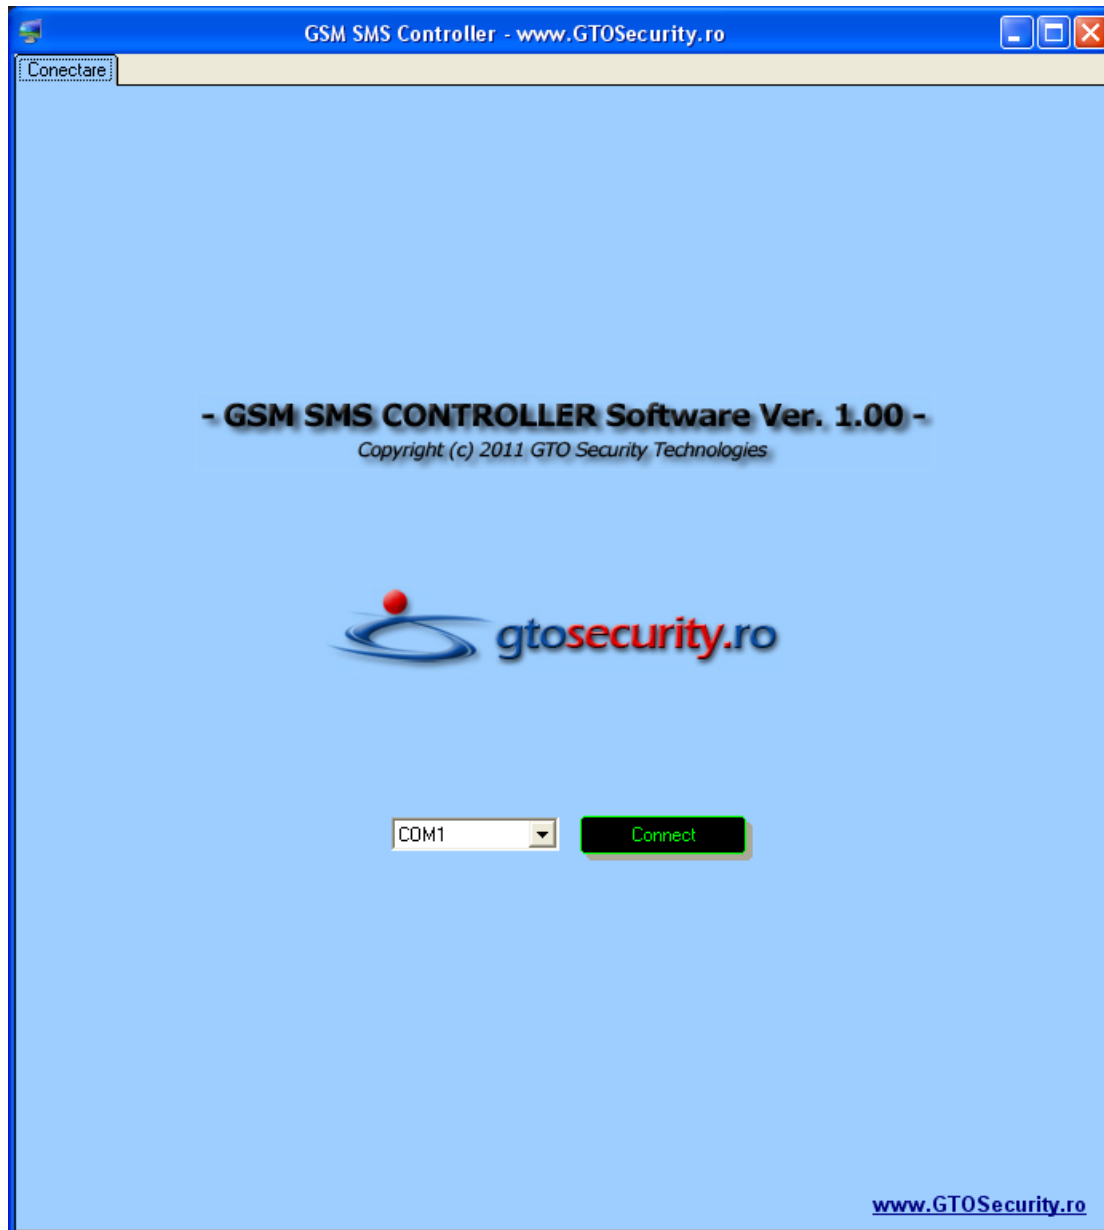 GSM SMS Controller - www.GTOSecurity.ro
Conectare
- GSM SMS CONTROLLER Software Ver. 1.00 -
Copyright (c) 2011 GTO Security Technologies
gtosecurity.ro
COM1 Connect
www.GTOSecurity.ro